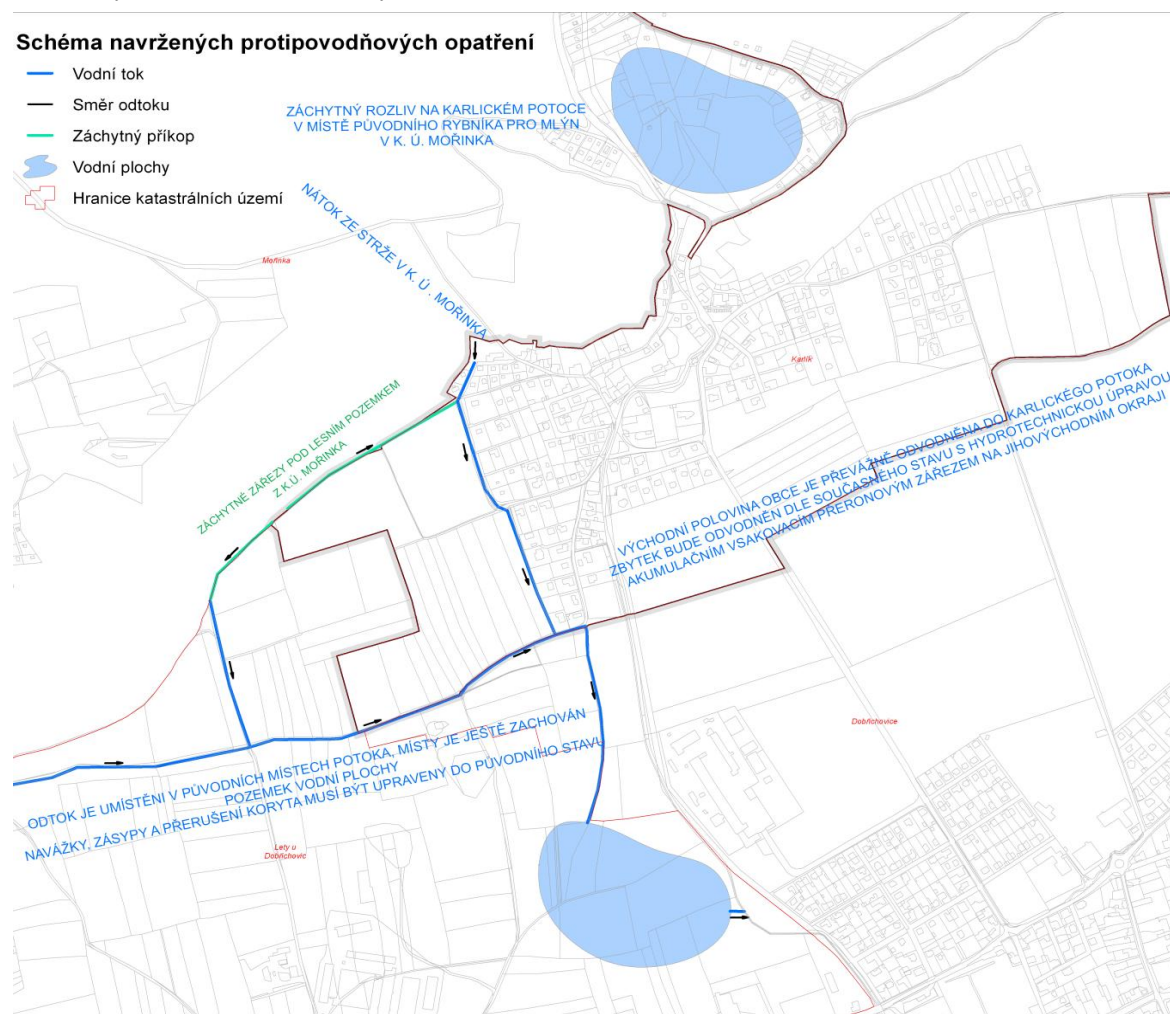 Schéma navržených protipovodňových opatření
Vodní tok
Směr odtoku
Záchytný příkop
Vodní plochy
Hranice katastrálních území
ZÁCHYTNÝ ROZLIV NA KARLICKÉM POTOCE
V MÍSTĚ PŮVODNÍHO RYBNÍKA PRO MLÝN
V K. Ú. MOŘINKA
NÁTOK ZE STRŽE V K. Ú . MOŘINKA
Mořinka
Karlík
ZÁCHYTNÉ ZÁŘEZY POD LESNÍM POZEMKEM
Z K.Ú. MOŘINKA
VÝCHODNÍ POLOVINA OBCE JE PŘEVÁŽNĚ ODVODNĚNA DO KARLICKÉGO POTOKA
ZBYTEK BUDE ODVODNĚN DLE SOUČASNÉHO STAVU S HYDROTECHNICKOU ÚPRAVOU
AKUMULAČNÍM VSAKOVACÍM PŘERONOVÝM ZÁŘEZEM NA JIHOVÝCHODNÍM OKRAJI
Dobřichovice
ODTOK JE UMÍSTĚNI V PŮVODNÍCH MÍSTECH POTOKA, MÍSTY JE JEŠTĚ ZACHOVÁN
POZEMEK VODNÍ PLOCHY
NAVÁŽKY, ZÁSYPY A PŘERUŠENÍ KORYTA MUSÍ BÝT UPRAVENY DO PŮVODNÍHO STAVU
Lety u
Dobřichovic